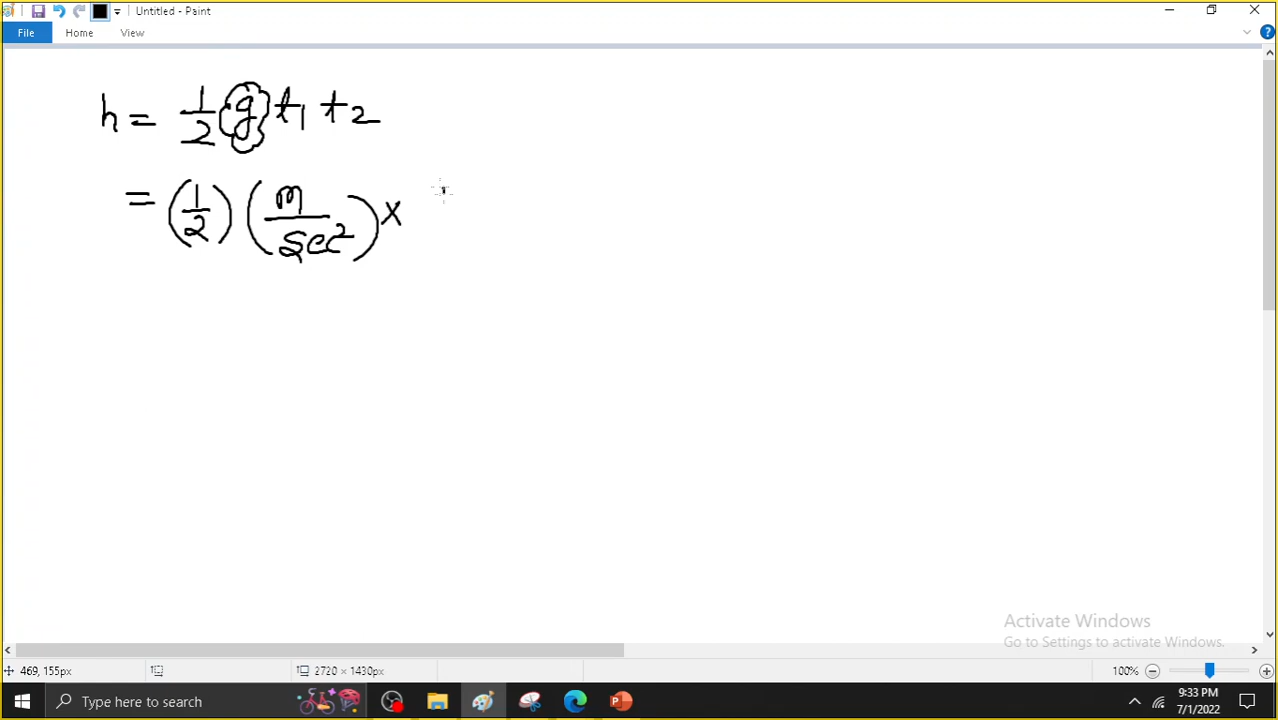 Untitled - Paint
File Home View
h = 1/2 g t₁ t₂
= (1/2) (m/sec²) ×
Activate Windows
Go to Settings to activate Windows.
469, 155px 2720 × 1430px 100%
Type here to search
9:33 PM
7/1/2022